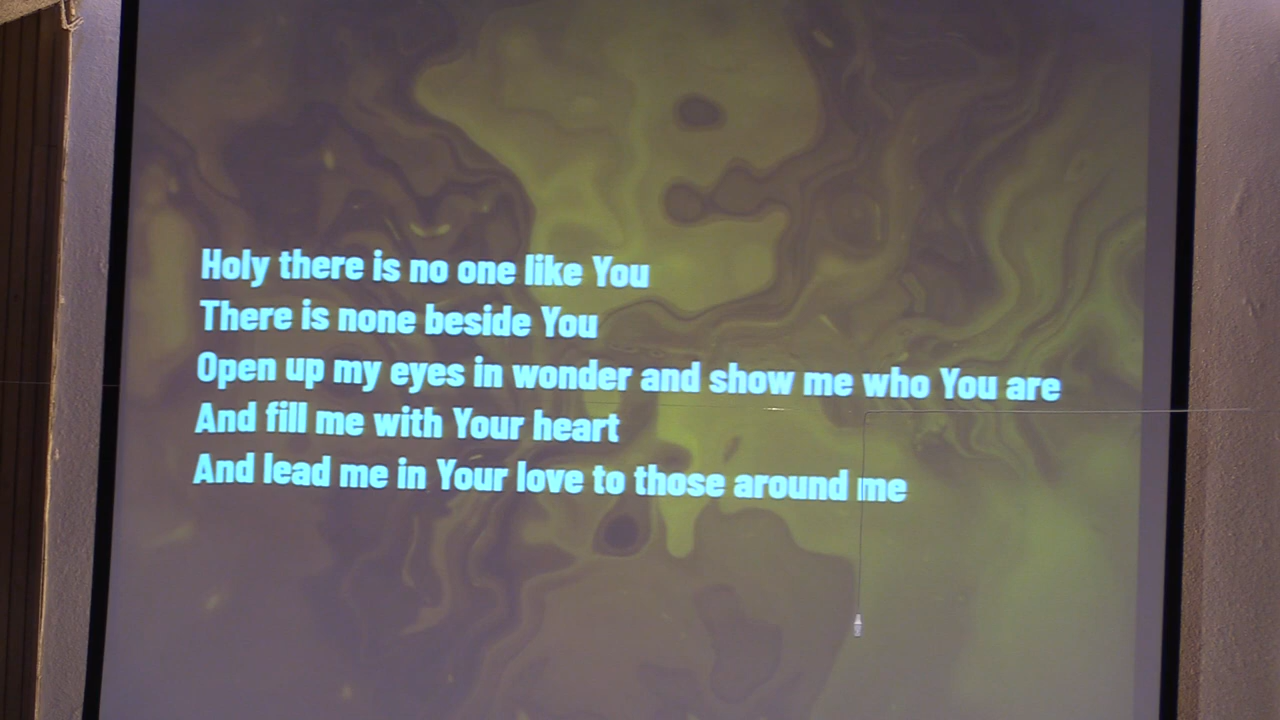 Holy there is no one like You
There is none beside You
Open up my eyes in wonder and show me who You are
And fill me with Your heart
And lead me in Your love to those around me